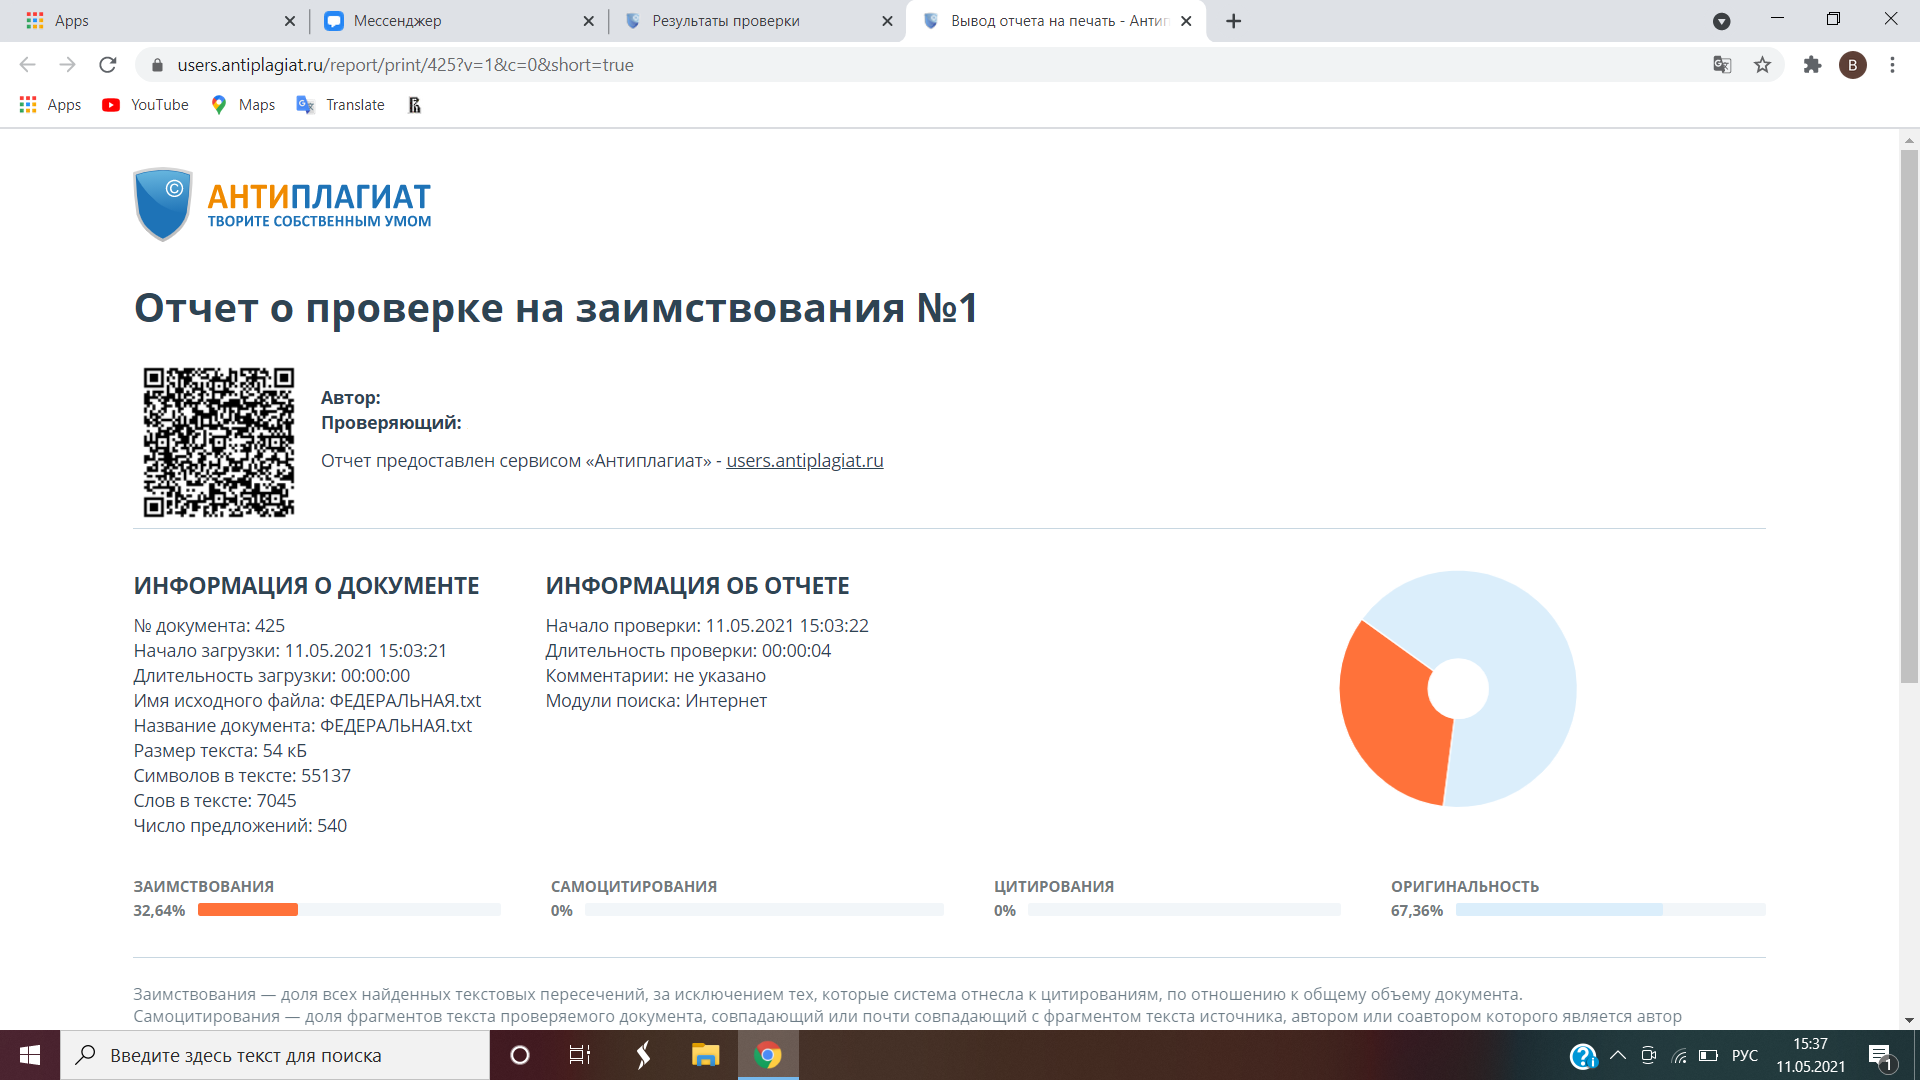 Apps
Мессенджер
Результаты проверки
Вывод отчета на печать - Антип
users.antiplagiat.ru/report/print/425?v=1&c=0&short=true
B
Apps
YouTube
Maps
Translate
©
АНТИПЛАГИАТ
ТВОРИТЕ СОБСТВЕННЫМ УМОМ
Отчет о проверке на заимствования №1
Автор:
Проверяющий:
Отчет предоставлен сервисом «Антиплагиат» - users.antiplagiat.ru
ИНФОРМАЦИЯ О ДОКУМЕНТЕ
№ документа: 425
Начало загрузки: 11.05.2021 15:03:21
Длительность загрузки: 00:00:00
Имя исходного файла: ФЕДЕРАЛЬНАЯ.txt
Название документа: ФЕДЕРАЛЬНАЯ.txt
Размер текста: 54 кБ
Символов в тексте: 55137
Слов в тексте: 7045
Число предложений: 540
ИНФОРМАЦИЯ ОБ ОТЧЕТЕ
Начало проверки: 11.05.2021 15:03:22
Длительность проверки: 00:00:04
Комментарии: не указано
Модули поиска: Интернет
ЗАИМСТВОВАНИЯ
32,64%
САМОЦИТИРОВАНИЯ
0%
ЦИТИРОВАНИЯ
0%
ОРИГИНАЛЬНОСТЬ
67,36%
Заимствования — доля всех найденных текстовых пересечений, за исключением тех, которые система отнесла к цитированиям, по отношению к общему объему документа.
Самоцитирования — доля фрагментов текста проверяемого документа, совпадающий или почти совпадающий с фрагментом текста источника, автором или соавтором которого является автор
Введите здесь текст для поиска
РУС
15:37
11.05.2021
1